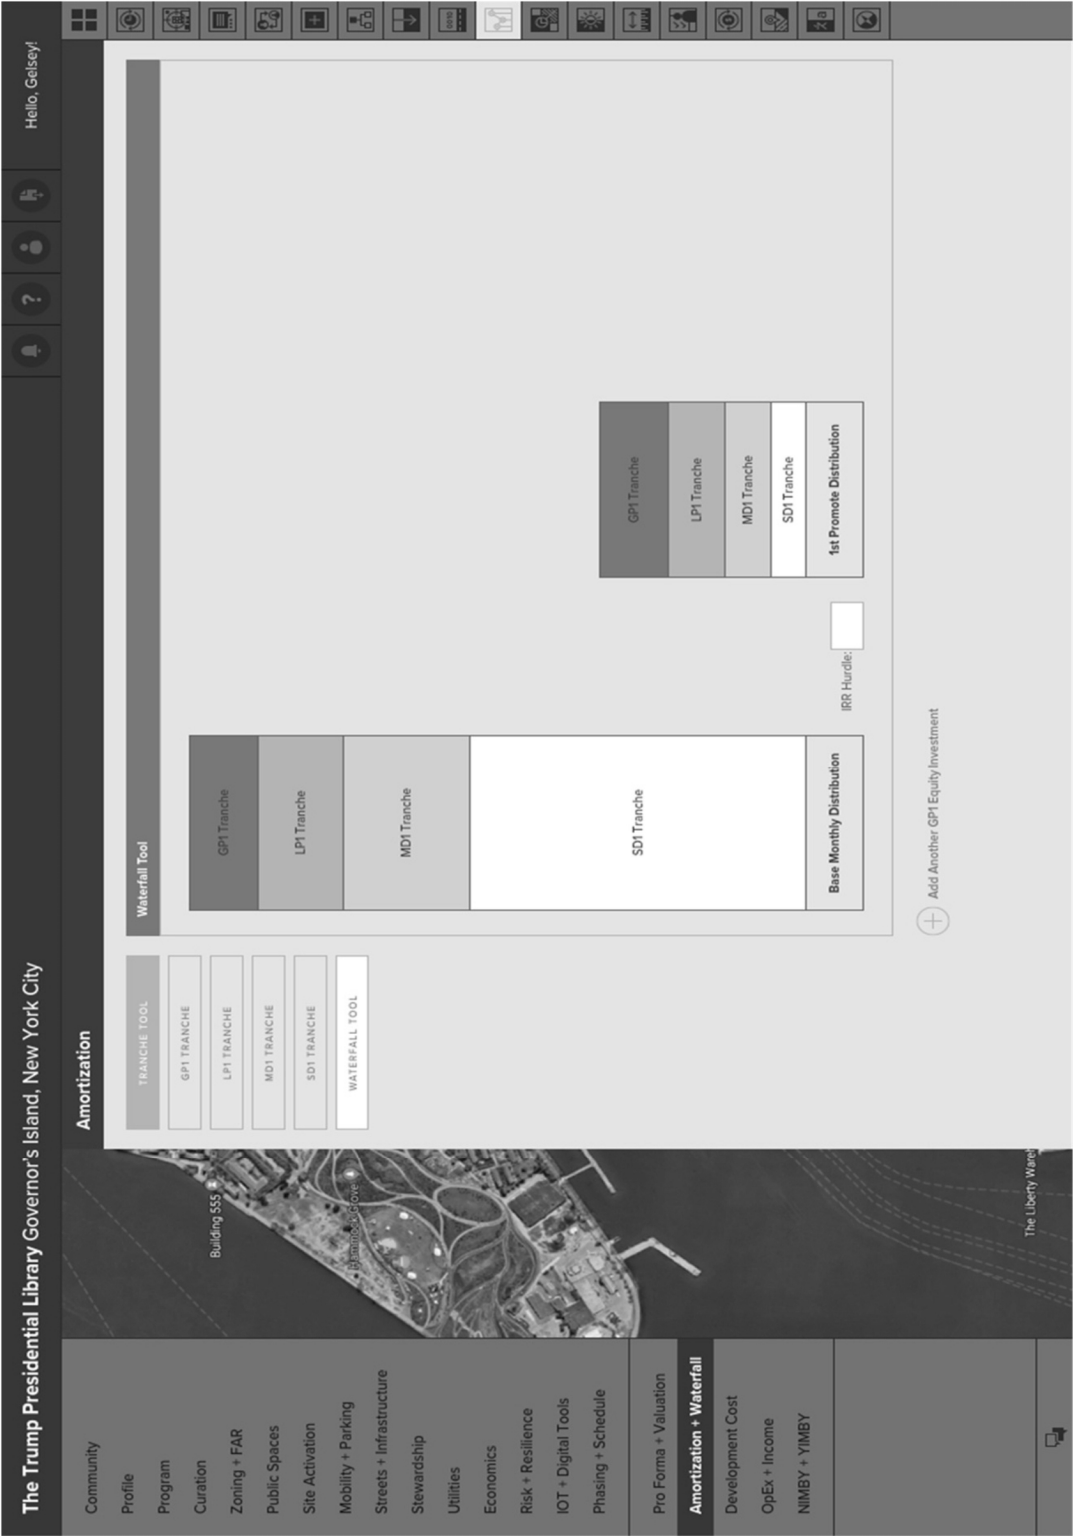 The Trump Presidential Library Governor's Island, New York City
Hello, Gelsey!
?
Community
Profile
Program
Curation
Zoning + FAR
Public Spaces
Site Activation
Mobility + Parking
Streets + Infrastructure
Stewardship
Utilities
Economics
Risk + Resilience
IOT + Digital Tools
Phasing + Schedule
Pro Forma + Valuation
Amortization + Waterfall
Development Cost
OpEx + Income
NIMBY + YIMBY
Building 555
Hammock Grove
The Liberty Wareh
Amortization
TRANCHE TOOL
GP1 TRANCHE
LP1 TRANCHE
MD1 TRANCHE
SD1 TRANCHE
WATERFALL TOOL
Waterfall Tool
GP1 Tranche
LP1 Tranche
MD1 Tranche
SD1 Tranche
Base Monthly Distribution
IRR Hurdle:
GP1 Tranche
LP1 Tranche
MD1 Tranche
SD1 Tranche
1st Promote Distribution
Add Another GP1 Equity Investment